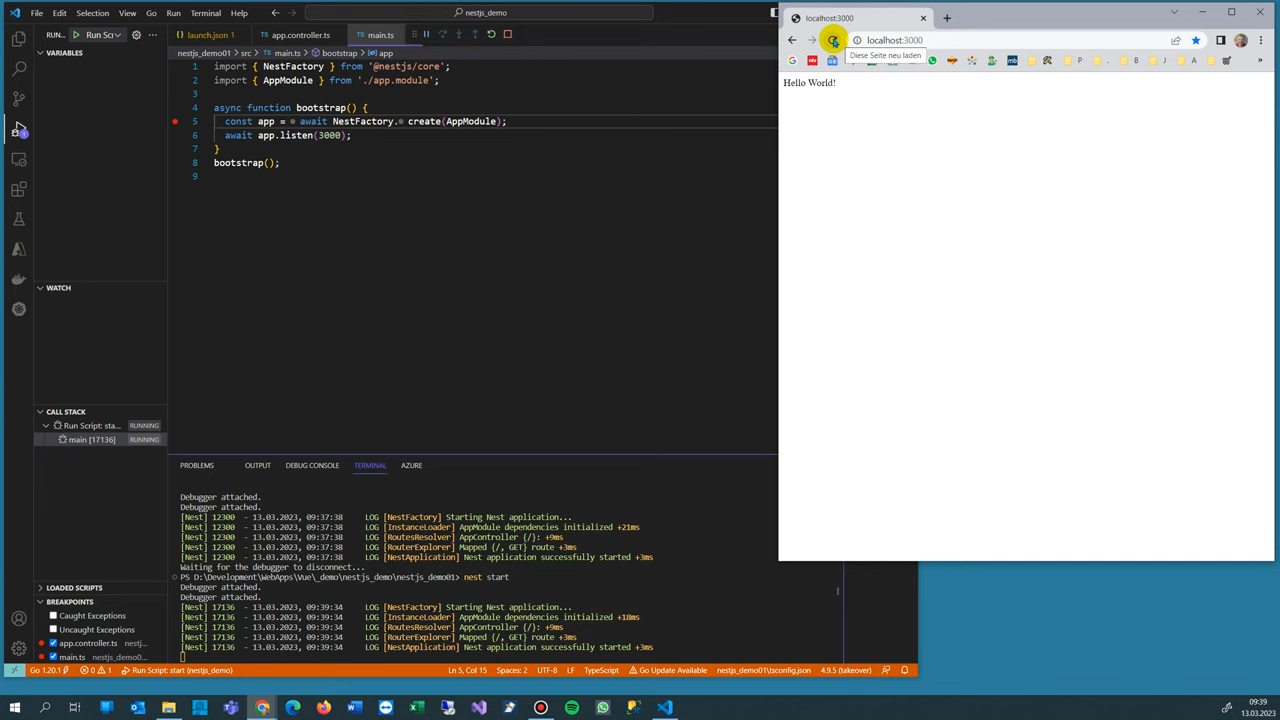 File Edit Selection View Go Run Terminal Help nestjs_demo
RUN... Run Scr
launch.json 1 app.controller.ts main.ts
VARIABLES
nestjs_demo01 > src > main.ts > bootstrap > app
1 import { NestFactory } from '@nestjs/core';
2 import { AppModule } from './app.module';
3
4 async function bootstrap() {
5 const app = await NestFactory. create(AppModule);
6 await app.listen(3000);
7 }
8 bootstrap();
9
WATCH
CALL STACK
Run Script: sta... RUNNING
main [17136] RUNNING
LOADED SCRIPTS
BREAKPOINTS
Caught Exceptions
Uncaught Exceptions
app.controller.ts nestj...
main.ts nestjs_demo01...
PROBLEMS OUTPUT DEBUG CONSOLE TERMINAL AZURE
Debugger attached.
Debugger attached.
[Nest] 12300 - 13.03.2023, 09:37:38 LOG [NestFactory] Starting Nest application...
[Nest] 12300 - 13.03.2023, 09:37:38 LOG [InstanceLoader] AppModule dependencies initialized +21ms
[Nest] 12300 - 13.03.2023, 09:37:38 LOG [RoutesResolver] AppController {/}: +9ms
[Nest] 12300 - 13.03.2023, 09:37:38 LOG [RouterExplorer] Mapped {/, GET} route +3ms
[Nest] 12300 - 13.03.2023, 09:37:38 LOG [NestApplication] Nest application successfully started +3ms
Waiting for the debugger to disconnect...
PS D:\Development\WebApps\Vue\_demo\nestjs_demo\nestjs_demo01> nest start
Debugger attached.
Debugger attached.
[Nest] 17136 - 13.03.2023, 09:39:34 LOG [NestFactory] Starting Nest application...
[Nest] 17136 - 13.03.2023, 09:39:34 LOG [InstanceLoader] AppModule dependencies initialized +18ms
[Nest] 17136 - 13.03.2023, 09:39:34 LOG [RoutesResolver] AppController {/}: +9ms
[Nest] 17136 - 13.03.2023, 09:39:34 LOG [RouterExplorer] Mapped {/, GET} route +3ms
[Nest] 17136 - 13.03.2023, 09:39:34 LOG [NestApplication] Nest application successfully started +3ms
Go 1.20.1 0 1 Run Script: start (nestjs_demo) Ln 5, Col 15 Spaces: 2 UTF-8 LF TypeScript Go Update Available nestjs_demo01\tsconfig.json 4.9.5 (takeover)
localhost:3000
localhost:3000
Diese Seite neu laden
P B J A »
Hello World!
09:39
13.03.2023